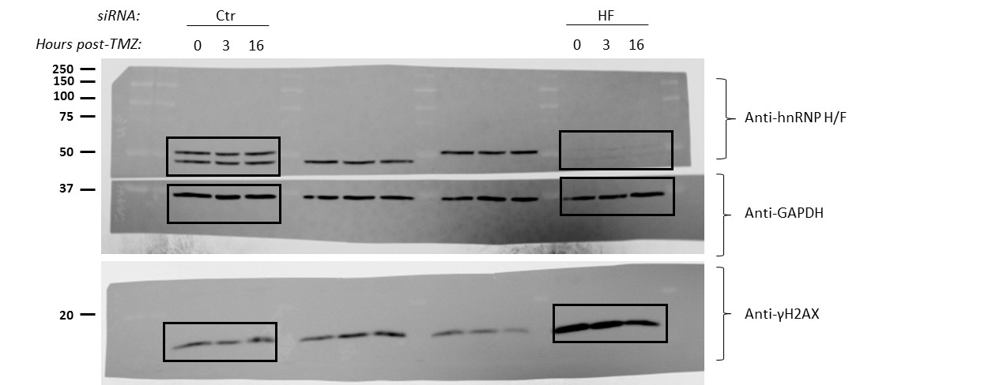 siRNA: Ctr HF
Hours post-TMZ: 0 3 16 0 3 16
250
150
100
75
50
37
20
Anti-hnRNP H/F
Anti-GAPDH
Anti-γH2AX